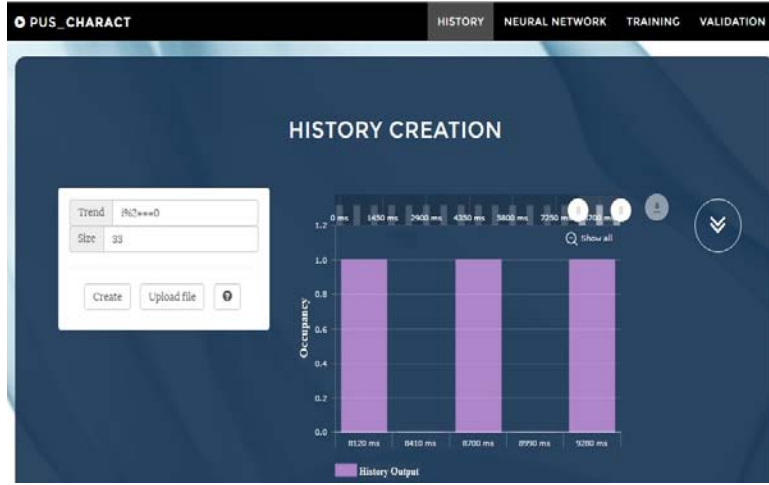 PUS_CHARACT
HISTORY NEURAL NETWORK TRAINING VALIDATION
HISTORY CREATION
Trend i%2===0
Size 33
Create Upload file ?
0 ms 1450 ms 2900 ms 4350 ms 5800 ms 7250 m
Show all
1.2
1.0
0.8
0.6
0.4
0.2
0.0
Occupancy
8120 ms 8410 ms 8700 ms 8990 ms 9280 ms
History Output